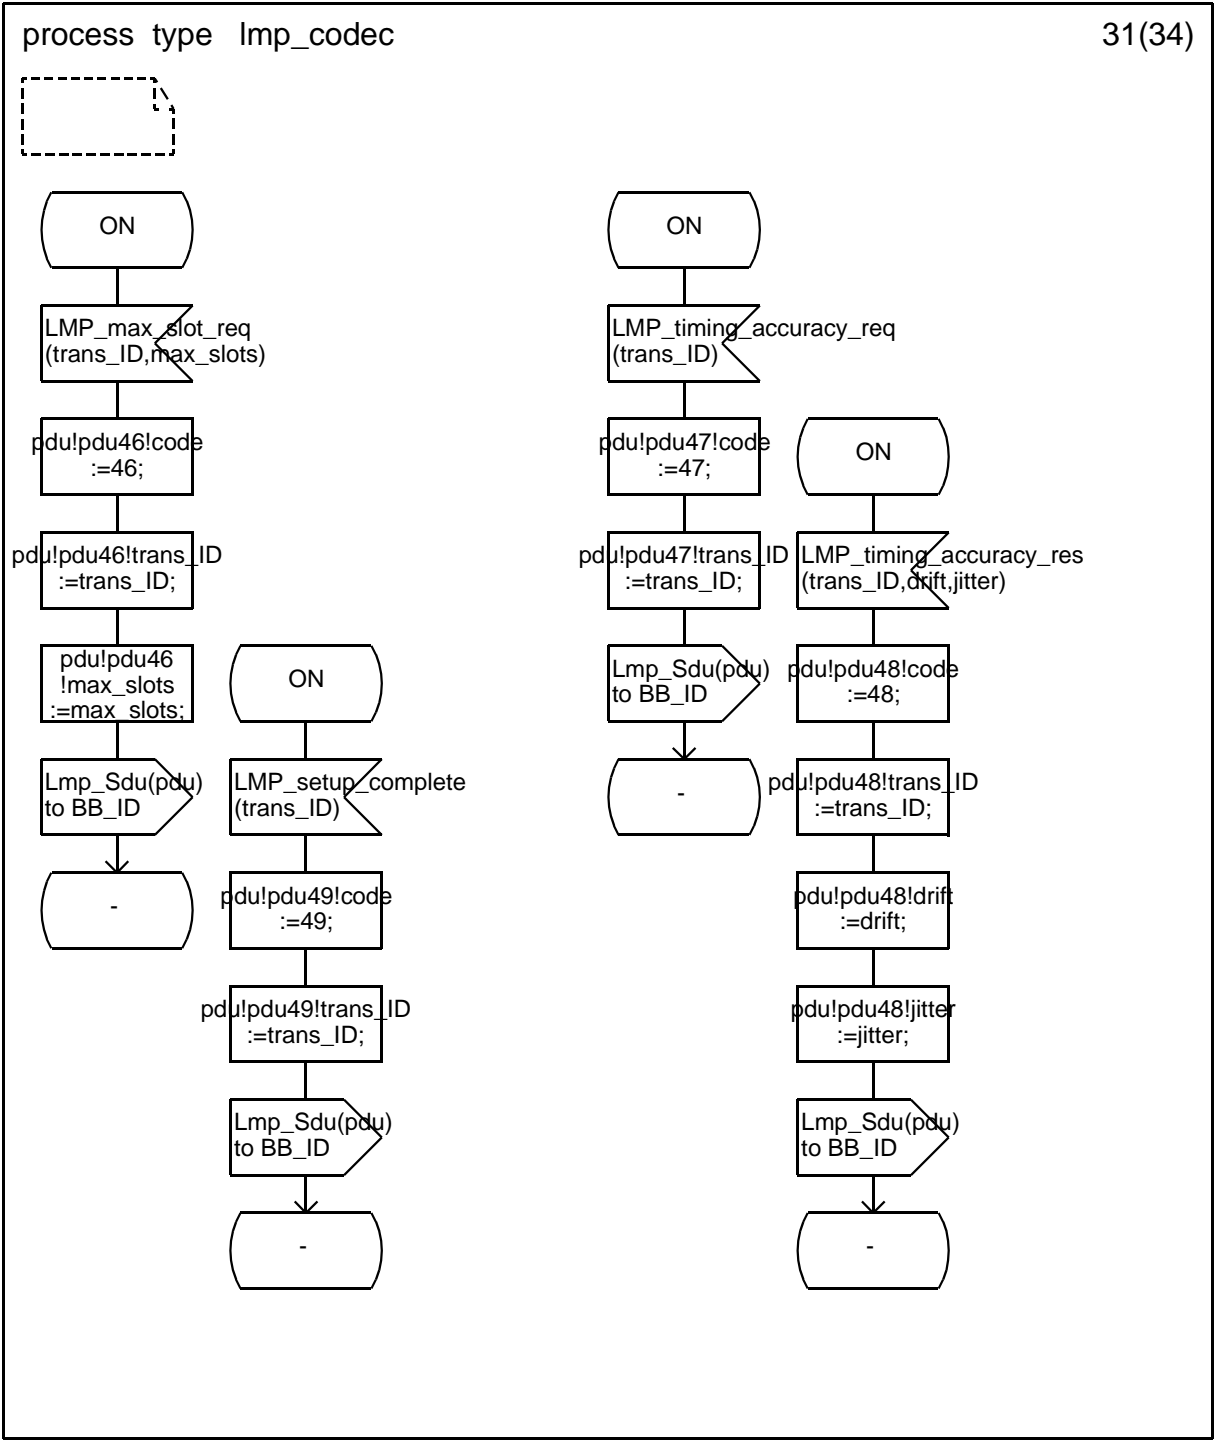 process type lmp_codec
31(34)
ON
LMP_max_slot_req
(trans_ID,max_slots)
pdu!pdu46!code
:=46;
pdu!pdu46!trans_ID
:=trans_ID;
pdu!pdu46
!max_slots
:=max_slots;
Lmp_Sdu(pdu)
to BB_ID
-
ON
LMP_setup_complete
(trans_ID)
pdu!pdu49!code
:=49;
pdu!pdu49!trans_ID
:=trans_ID;
Lmp_Sdu(pdu)
to BB_ID
-
ON
LMP_timing_accuracy_req
(trans_ID)
pdu!pdu47!code
:=47;
pdu!pdu47!trans_ID
:=trans_ID;
Lmp_Sdu(pdu)
to BB_ID
-
ON
LMP_timing_accuracy_res
(trans_ID,drift,jitter)
pdu!pdu48!code
:=48;
pdu!pdu48!trans_ID
:=trans_ID;
pdu!pdu48!drift
:=drift;
pdu!pdu48!jitter
:=jitter;
Lmp_Sdu(pdu)
to BB_ID
-